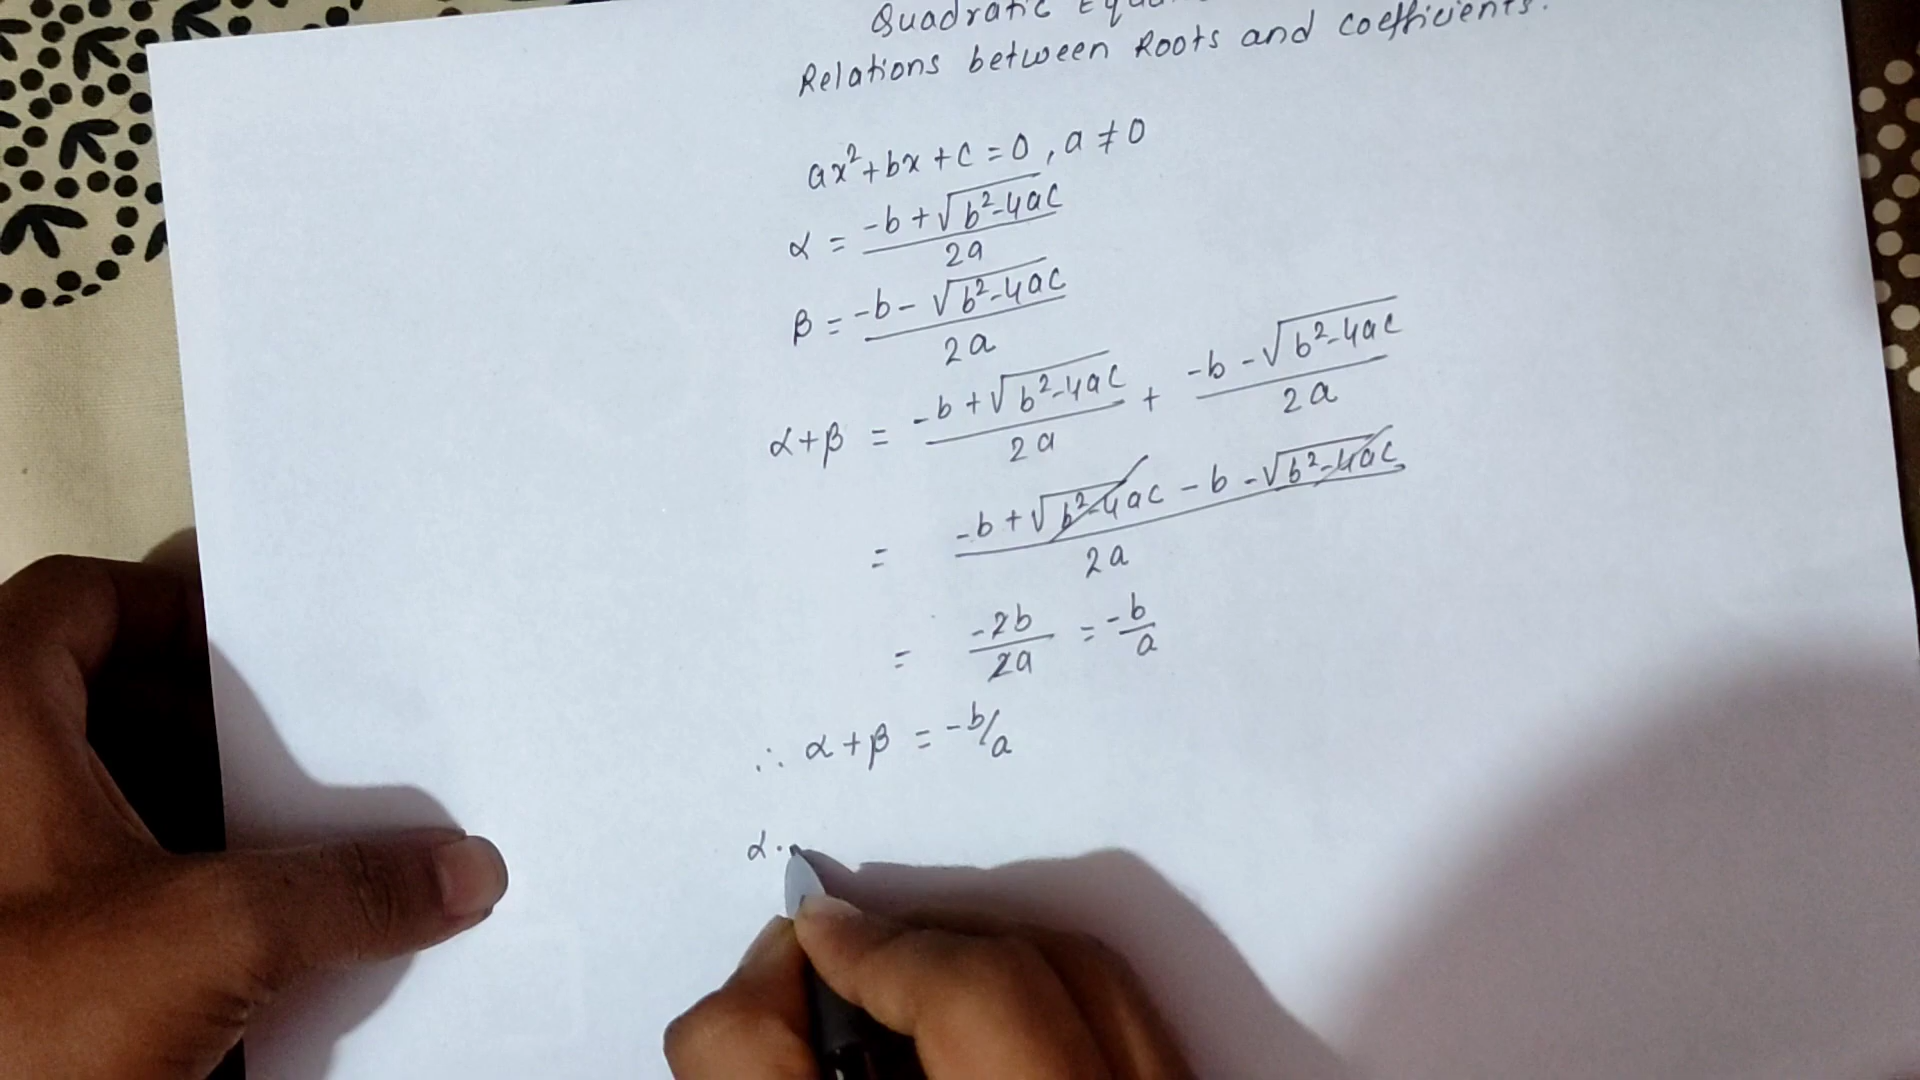 Quadratic
Relations between Roots and coefficients.
ax²+bx+c=0, a≠0
α = (-b+√(b²-4ac))/2a
β = (-b-√(b²-4ac))/2a
α+β = (-b+√(b²-4ac))/2a + (-b-√(b²-4ac))/2a
= (-b+√(b²-4ac)-b-√(b²-4ac))/2a
= -2b/2a = -b/a
∴ α+β = -b/a
α.